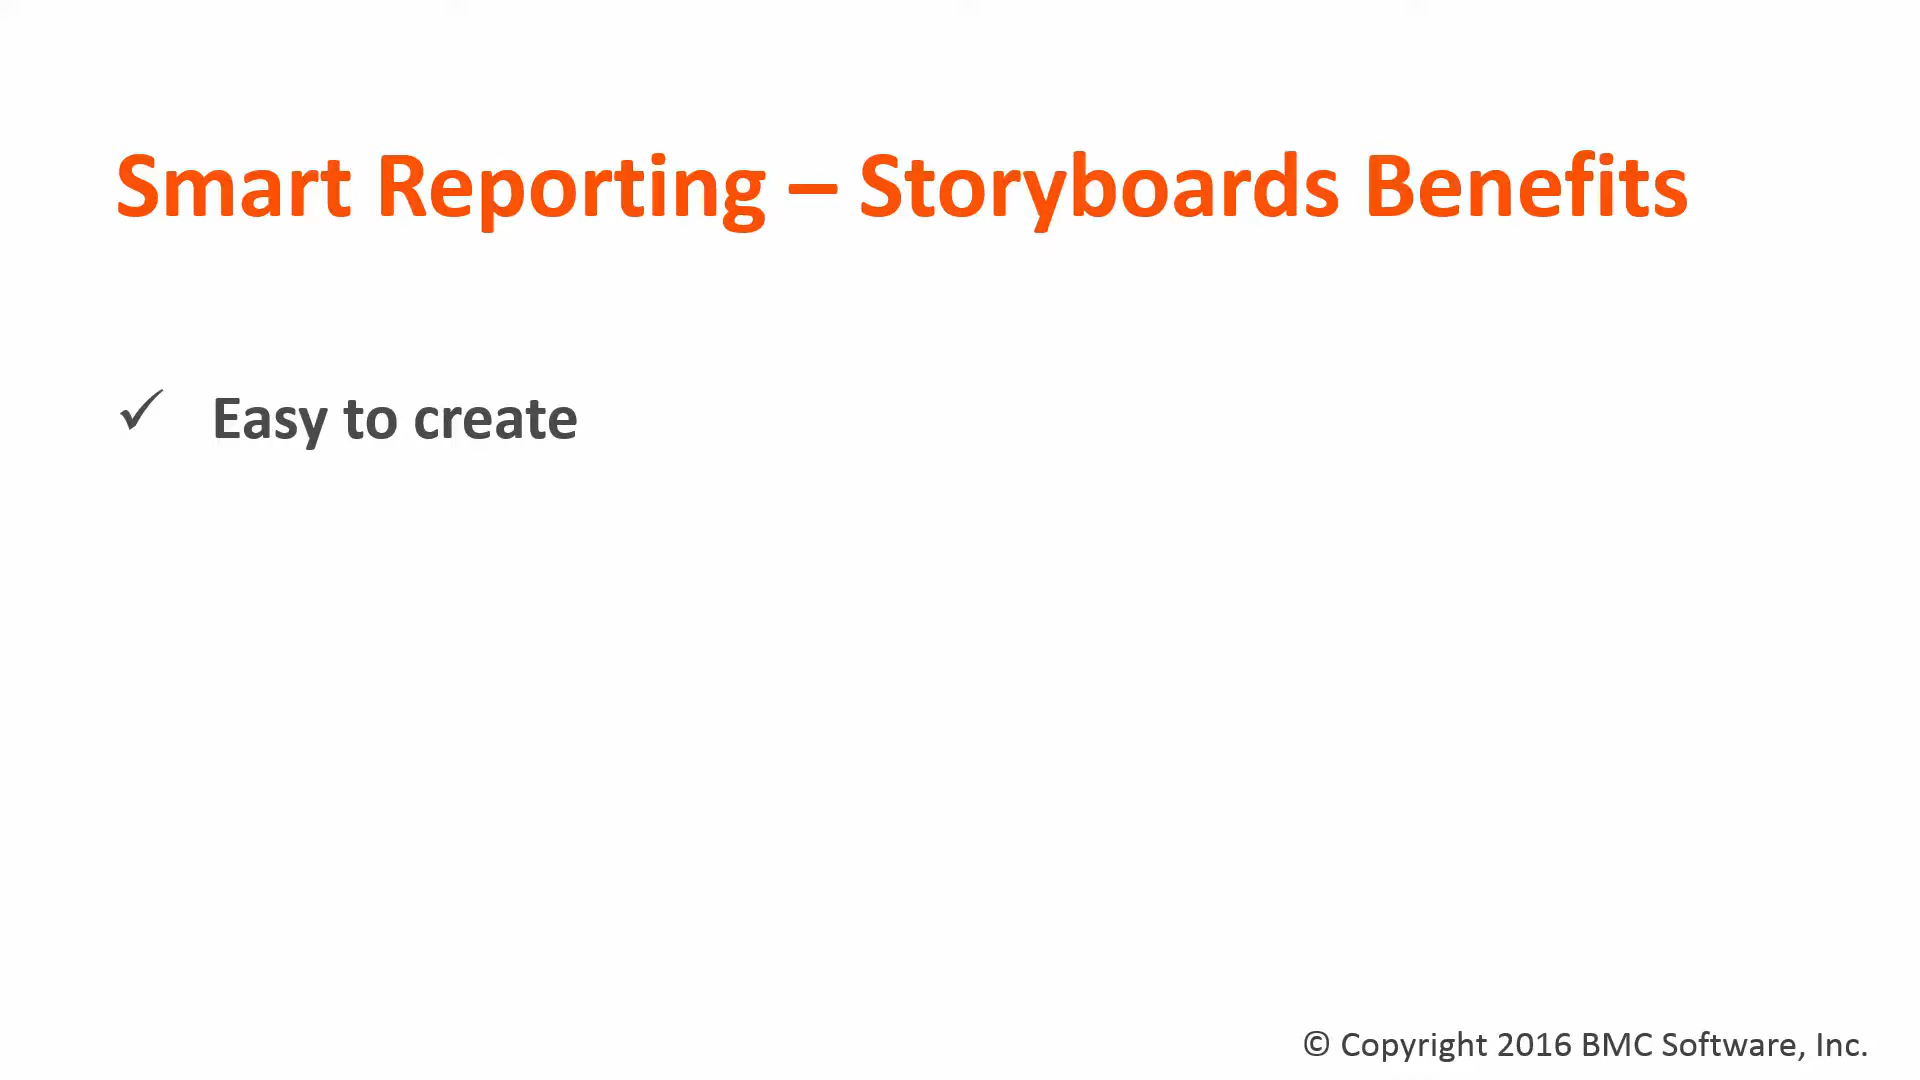 Smart Reporting – Storyboards Benefits
✓ Easy to create
© Copyright 2016 BMC Software, Inc.